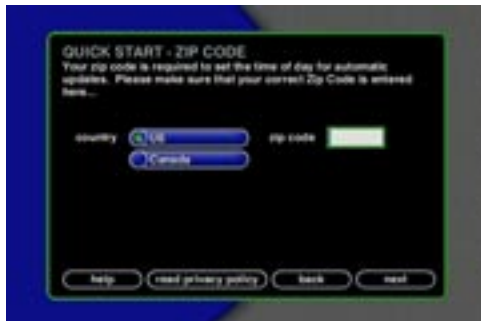 QUICK START - ZIP CODE
Your zip code is required to set the time of day for automatic
updates. Please make sure that your correct Zip Code is entered
here...
country US zip code
Canada
help read privacy policy back next